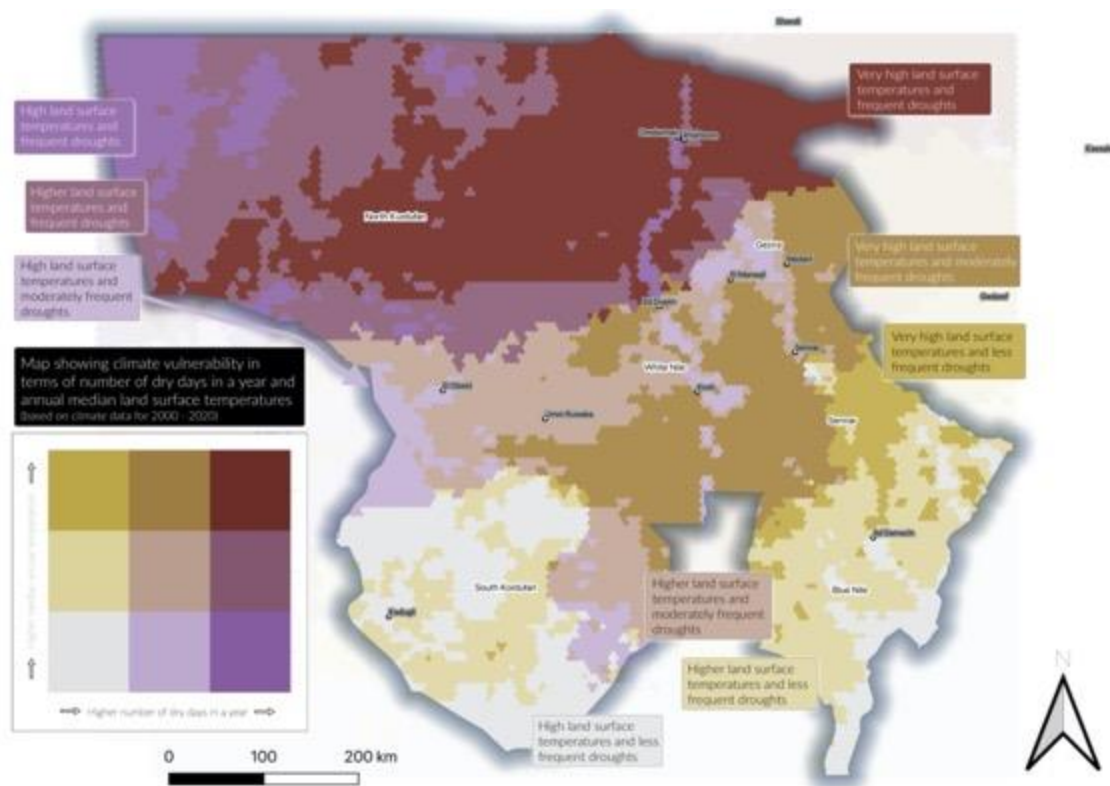 High land surface
temperatures and
frequent droughts
Higher land surface
temperatures and
frequent droughts
High land surface
temperatures and
moderately frequent
droughts
Very high land surface
temperatures and
frequent droughts
Very high land surface
temperatures and moderately
frequent droughts
Very high land surface
temperatures and less
frequent droughts
North Kordofan
Gezira
White Nile
Sennar
South Kordofan
Kadugli
Blue Nile
Map showing climate vulnerability in
terms of number of dry days in a year and
annual median land surface temperatures
(based on climate data for 2000 - 2020)
Higher land surface
temperatures and
moderately frequent
droughts
Higher land surface
temperatures and less
frequent droughts
High land surface
temperatures and less
frequent droughts
Higher number of dry days in a year
0 100 200 km
N